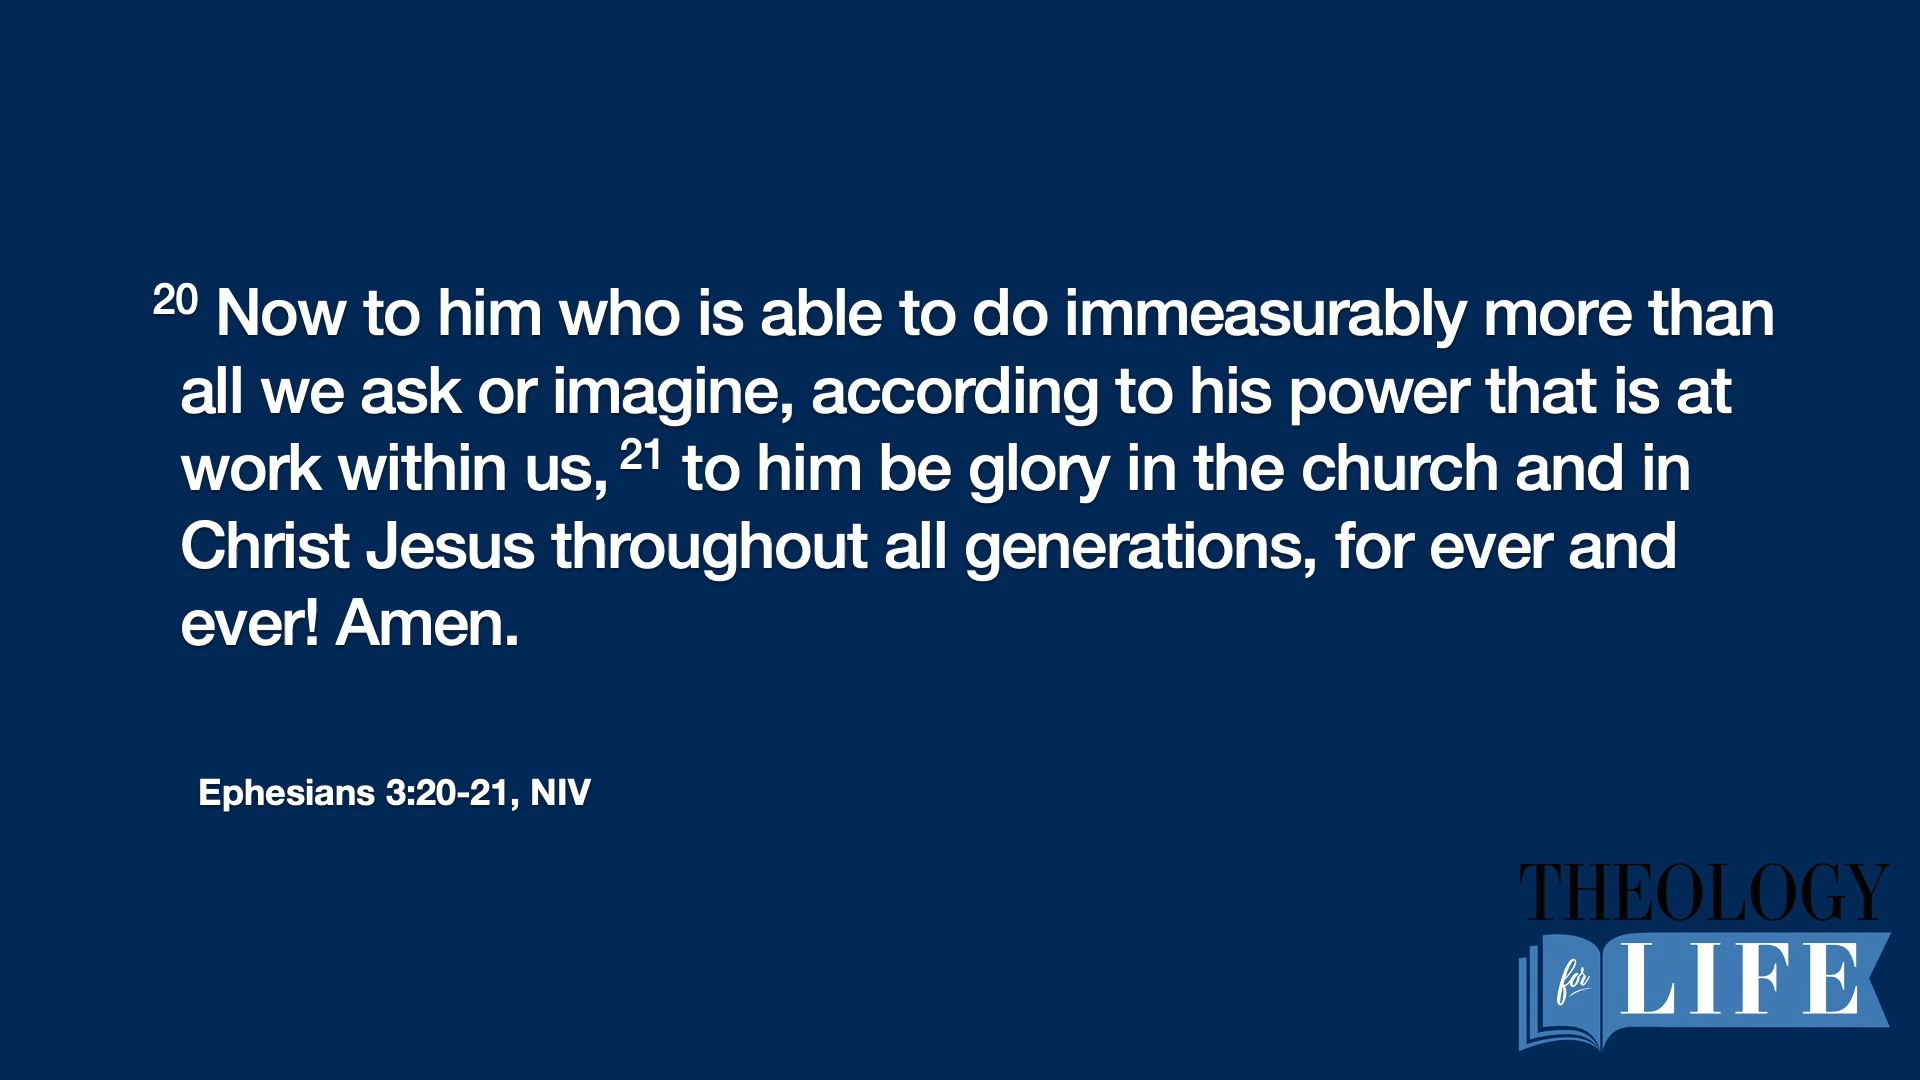 20 Now to him who is able to do immeasurably more than
all we ask or imagine, according to his power that is at
work within us, 21 to him be glory in the church and in
Christ Jesus throughout all generations, for ever and
ever! Amen.
Ephesians 3:20-21, NIV
THEOLOGY
for LIFE